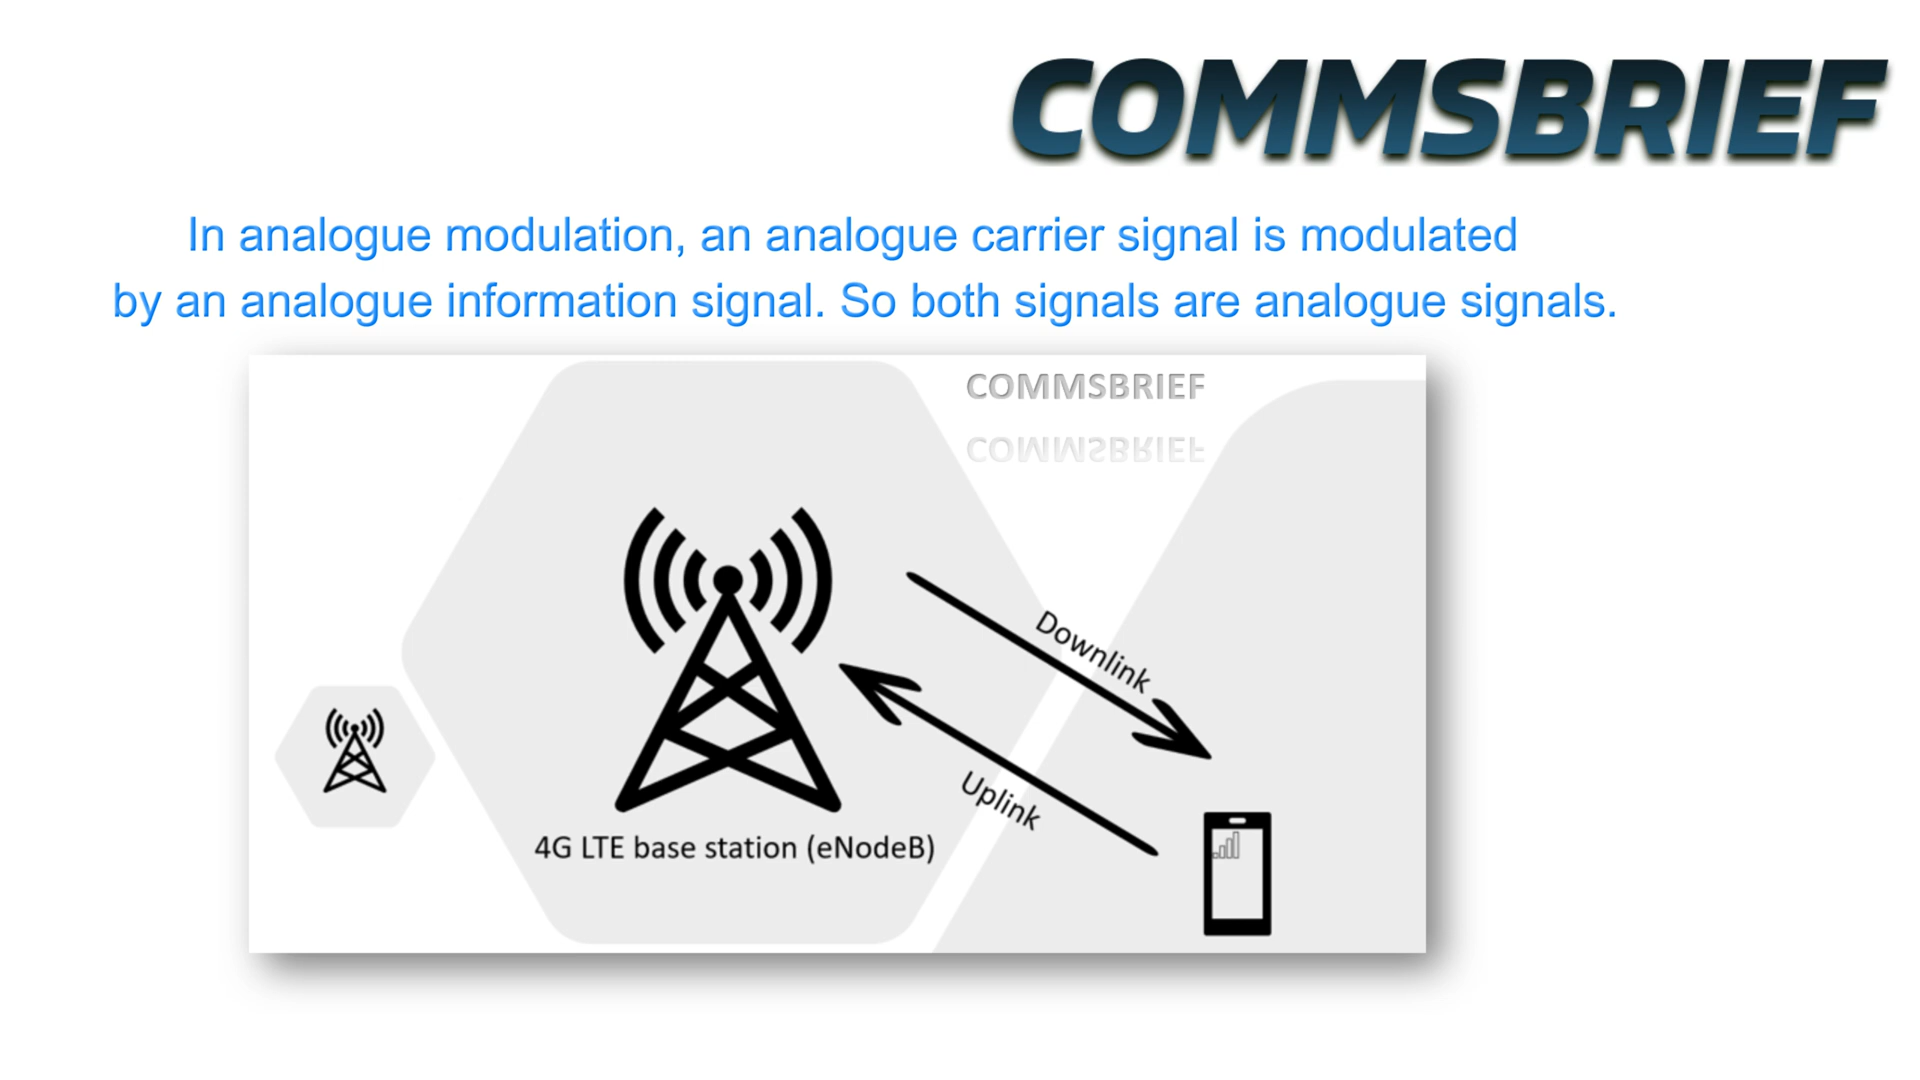 COMMSBRIEF
In analogue modulation, an analogue carrier signal is modulated
by an analogue information signal. So both signals are analogue signals.
COMMSBRIEF
COMMSBRIEF
Downlink
Uplink
4G LTE base station (eNodeB)